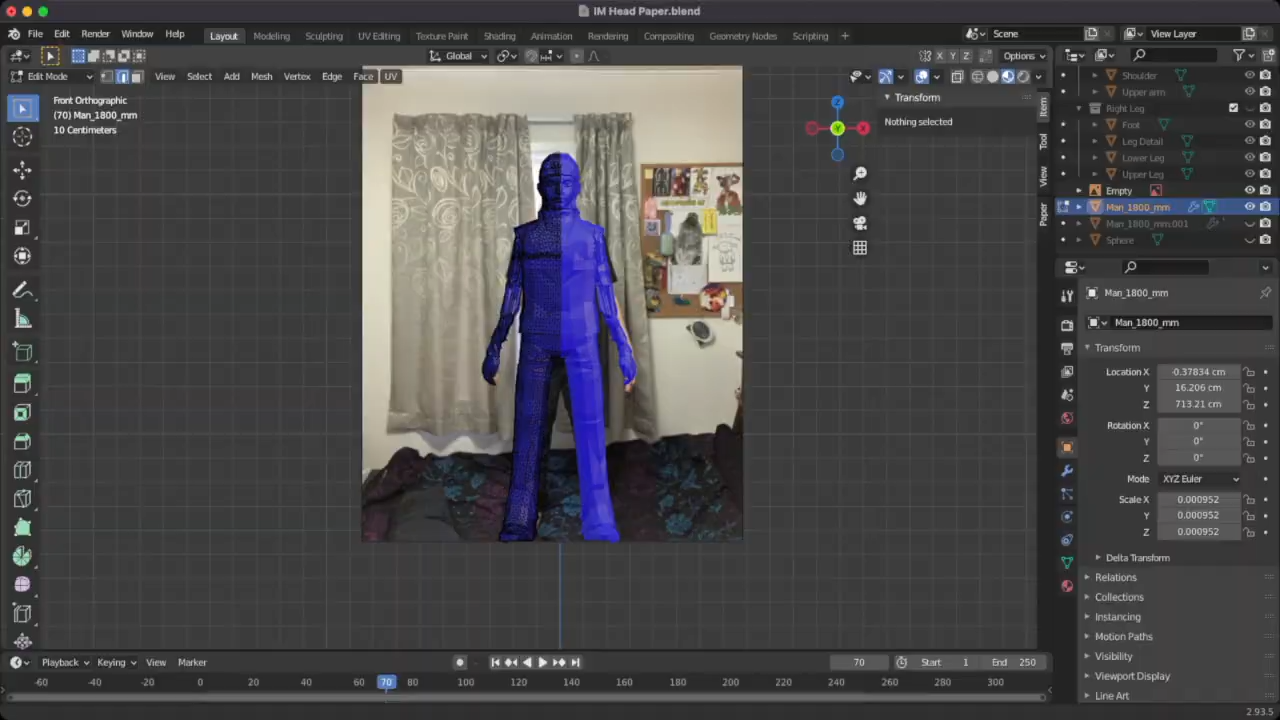 IM Head Paper.blend
File Edit Render Window Help Layout Modeling Sculpting UV Editing Texture Paint Shading Animation Rendering Compositing Geometry Nodes Scripting + Scene View Layer
Global X Y Z Options
Edit Mode View Select Add Mesh Vertex Edge Face UV
Front Orthographic
(70) Man_1800_mm
10 Centimeters
Z
Y
X
Transform
Nothing selected
Item
Tool
View
Paper
Shoulder
Upper arm
Right Leg
Foot
Leg Detail
Lower Leg
Upper Leg
Empty
Man_1800_mm
Man_1800_mm.001
Sphere
Man_1800_mm
Man_1800_mm
Transform
Location X -0.37834 cm
Y 16.206 cm
Z 713.21 cm
Rotation X 0°
Y 0°
Z 0°
Mode XYZ Euler
Scale X 0.000952
Y 0.000952
Z 0.000952
Delta Transform
Relations
Collections
Instancing
Motion Paths
Visibility
Viewport Display
Line Art
Playback Keying View Marker 70 Start 1 End 250
-60 -40 -20 0 20 40 60 70 80 100 120 140 160 180 200 220 240 260 280 300
2.93.5